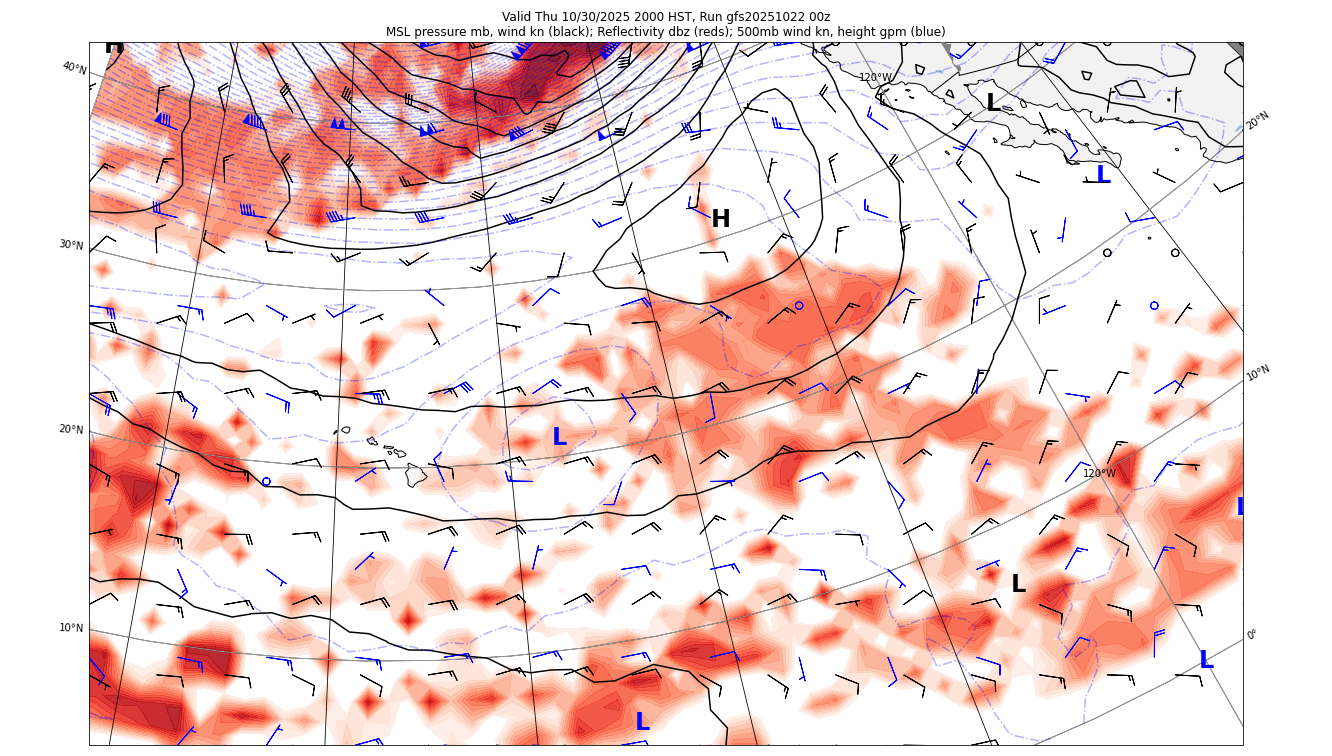 Valid Thu 10/30/2025 2000 HST, Run gfs20251022 00z
MSL pressure mb, wind kn (black); Reflectivity dbz (reds); 500mb wind kn, height gpm (blue)
H
40°N
120°W
L
20°N
L
H
30°N
10°N
20°N
L
120°W
L
L
10°N
0°
L
L